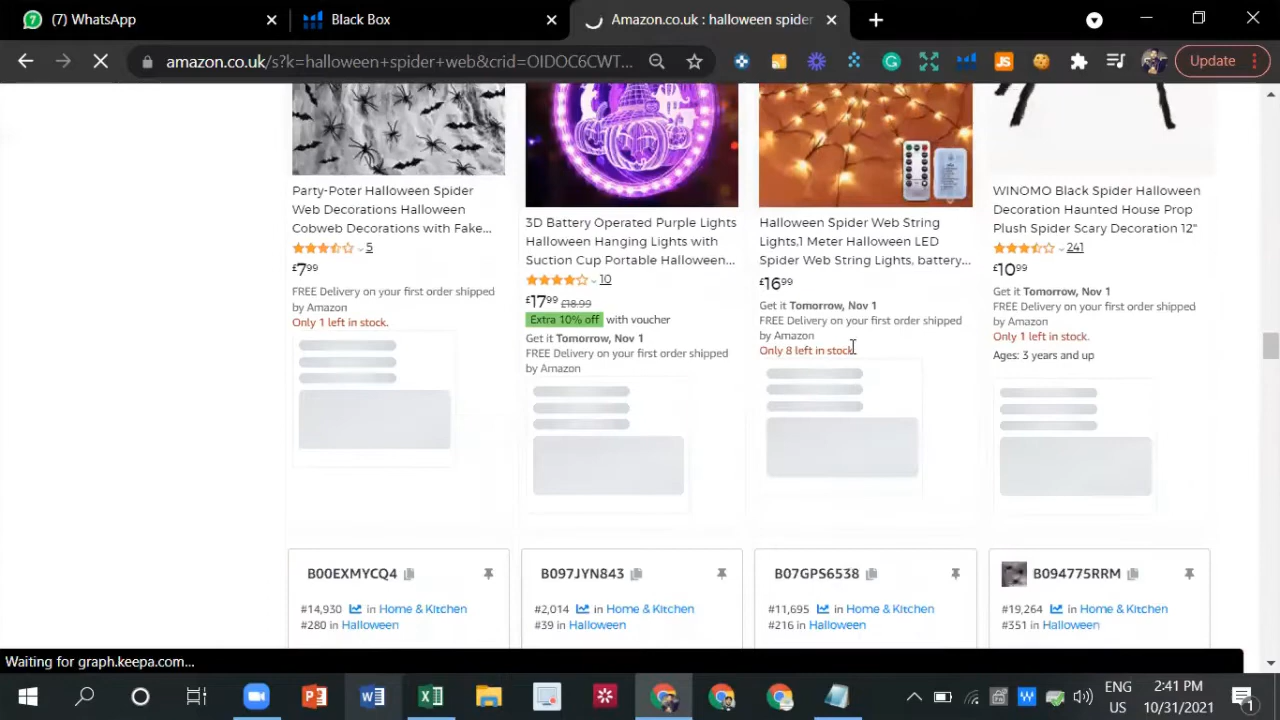 (7) WhatsApp
Black Box
Amazon.co.uk : halloween spider
amazon.co.uk/s?k=halloween+spider+web&crid=OIDOC6CWT...
Update
Party-Poter Halloween Spider
Web Decorations Halloween
Cobweb Decorations with Fake...
5
£7.99
FREE Delivery on your first order shipped
by Amazon
Only 1 left in stock.
3D Battery Operated Purple Lights
Halloween Hanging Lights with
Suction Cup Portable Halloween...
10
£17.99 £18.99
Extra 10% off with voucher
Get it Tomorrow, Nov 1
FREE Delivery on your first order shipped
by Amazon
Halloween Spider Web String
Lights,1 Meter Halloween LED
Spider Web String Lights, battery...
£16.99
Get it Tomorrow, Nov 1
FREE Delivery on your first order shipped
by Amazon
Only 8 left in stock.
WINOMO Black Spider Halloween
Decoration Haunted House Prop
Plush Spider Scary Decoration 12"
241
£10.99
Get it Tomorrow, Nov 1
FREE Delivery on your first order shipped
by Amazon
Only 1 left in stock.
Ages: 3 years and up
B00EXMYCQ4
#14,930 in Home & Kitchen
#280 in Halloween
B097JYN843
#2,014 in Home & Kitchen
#39 in Halloween
B07GPS6538
#11,695 in Home & Kitchen
#216 in Halloween
B094775RRM
#19,264 in Home & Kitchen
#351 in Halloween
Waiting for graph.keepa.com...
ENG
US
2:41 PM
10/31/2021
1